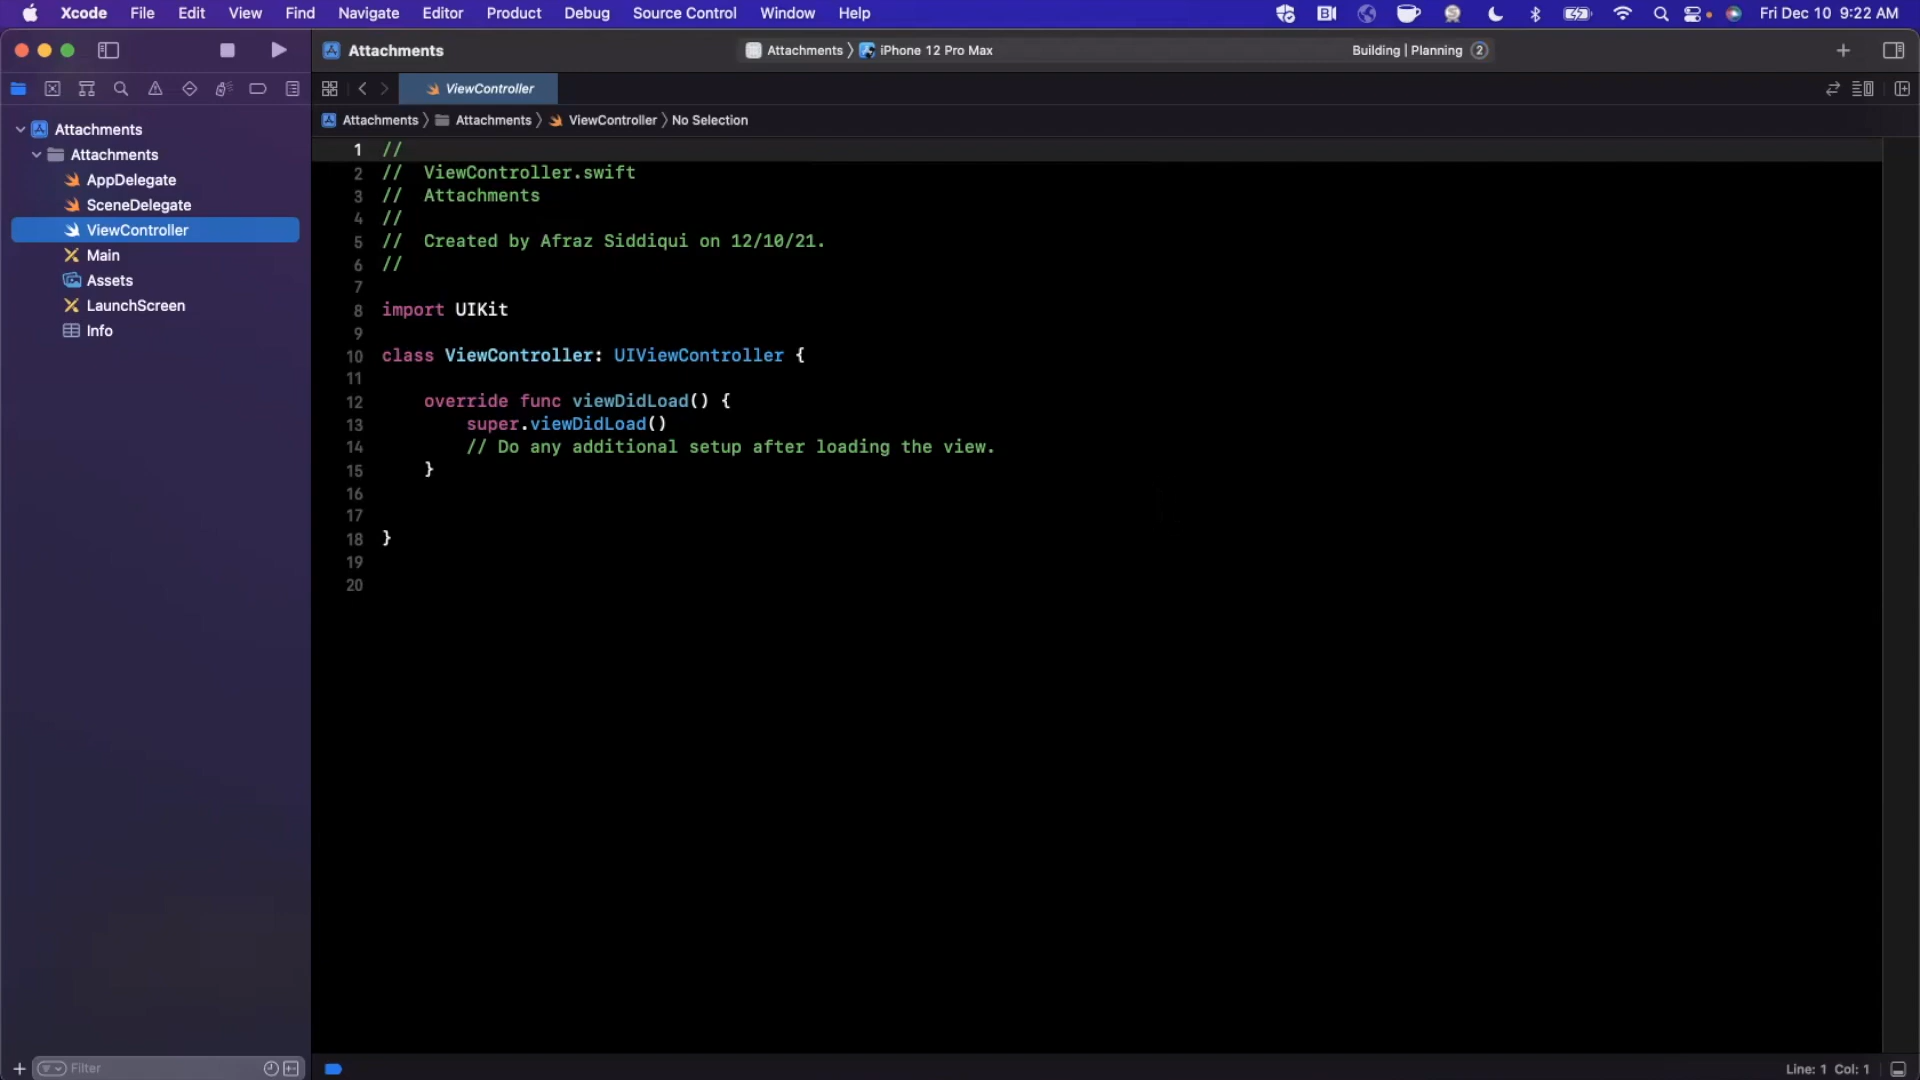 Xcode File Edit View Find Navigate Editor Product Debug Source Control Window Help Fri Dec 10 9:22 AM
Attachments Attachments 〉 iPhone 12 Pro Max Building | Planning 2
ViewController
Attachments 〉 Attachments 〉 ViewController 〉 No Selection
Attachments
Attachments
AppDelegate
SceneDelegate
ViewController
Main
Assets
LaunchScreen
Info
1 //
2 //  ViewController.swift
3 //  Attachments
4 //
5 //  Created by Afraz Siddiqui on 12/10/21.
6 //
7
8 import UIKit
9
10 class ViewController: UIViewController {
11
12     override func viewDidLoad() {
13         super.viewDidLoad()
14         // Do any additional setup after loading the view.
15     }
16
17
18 }
19
20
Filter
Line: 1 Col: 1